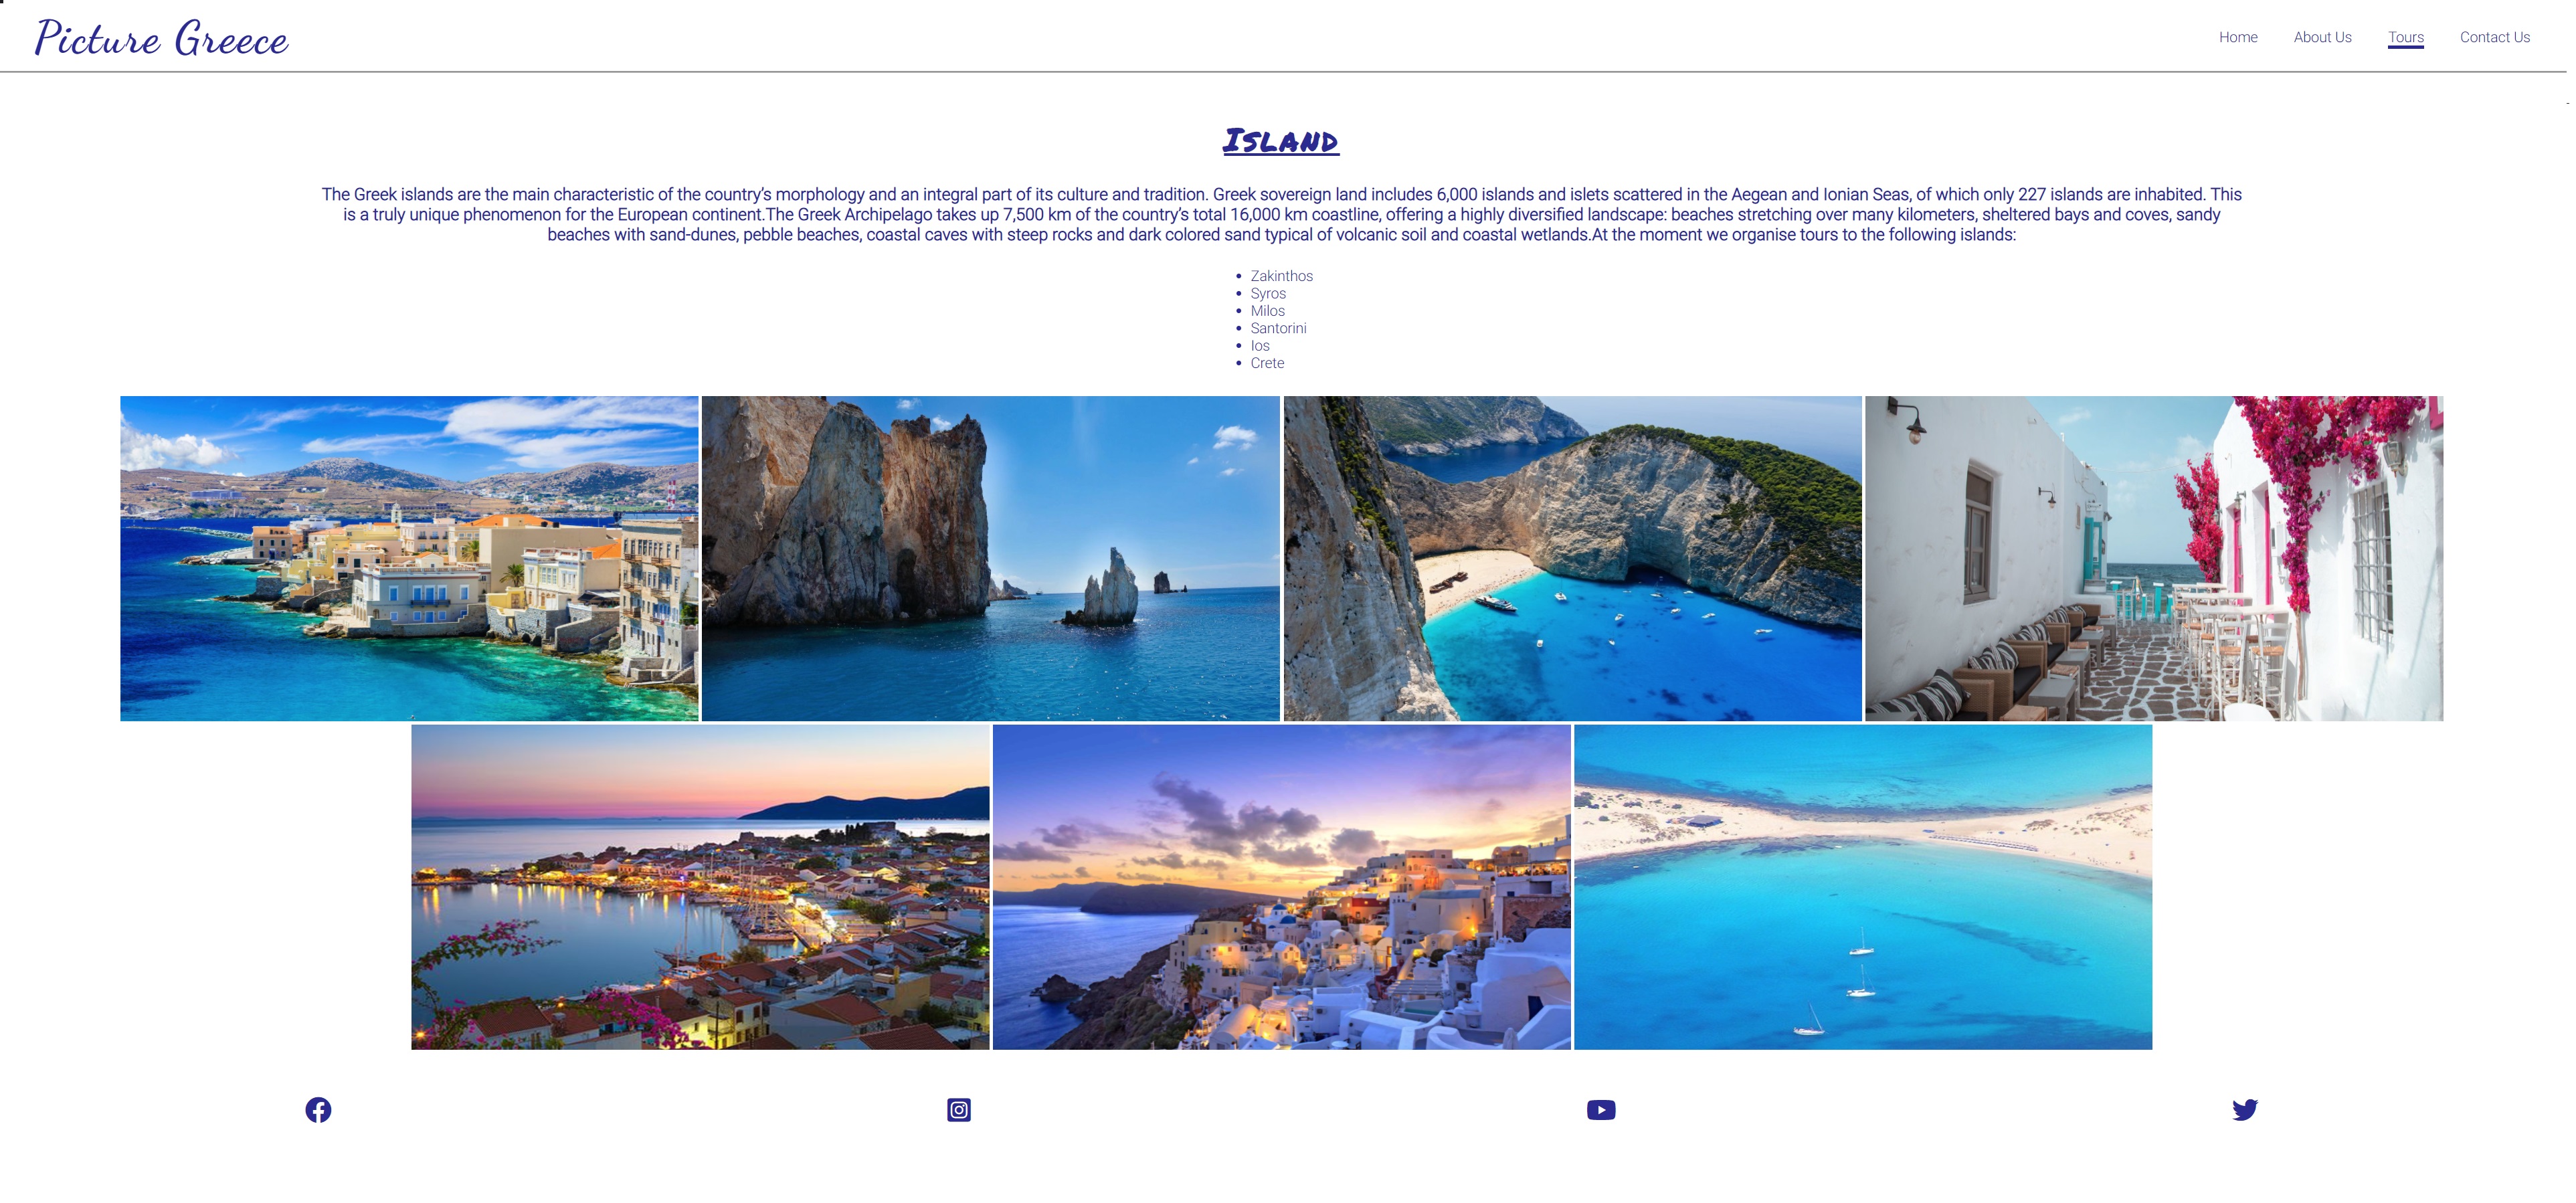 Picture Greece
Home About Us Tours Contact Us
Island
The Greek islands are the main characteristic of the country’s morphology and an integral part of its culture and tradition. Greek sovereign land includes 6,000 islands and islets scattered in the Aegean and Ionian Seas, of which only 227 islands are inhabited. This
is a truly unique phenomenon for the European continent.The Greek Archipelago takes up 7,500 km of the country’s total 16,000 km coastline, offering a highly diversified landscape: beaches stretching over many kilometers, sheltered bays and coves, sandy
beaches with sand-dunes, pebble beaches, coastal caves with steep rocks and dark colored sand typical of volcanic soil and coastal wetlands.At the moment we organise tours to the following islands:
• Zakinthos
• Syros
• Milos
• Santorini
• Ios
• Crete